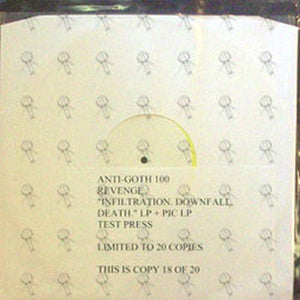 ANTI-GOTH 100
REVENGE
"INFILTRATION. DOWNFALL.
DEATH." LP + PIC LP
TEST PRESS
LIMITED TO 20 COPIES
THIS IS COPY 18 OF 20